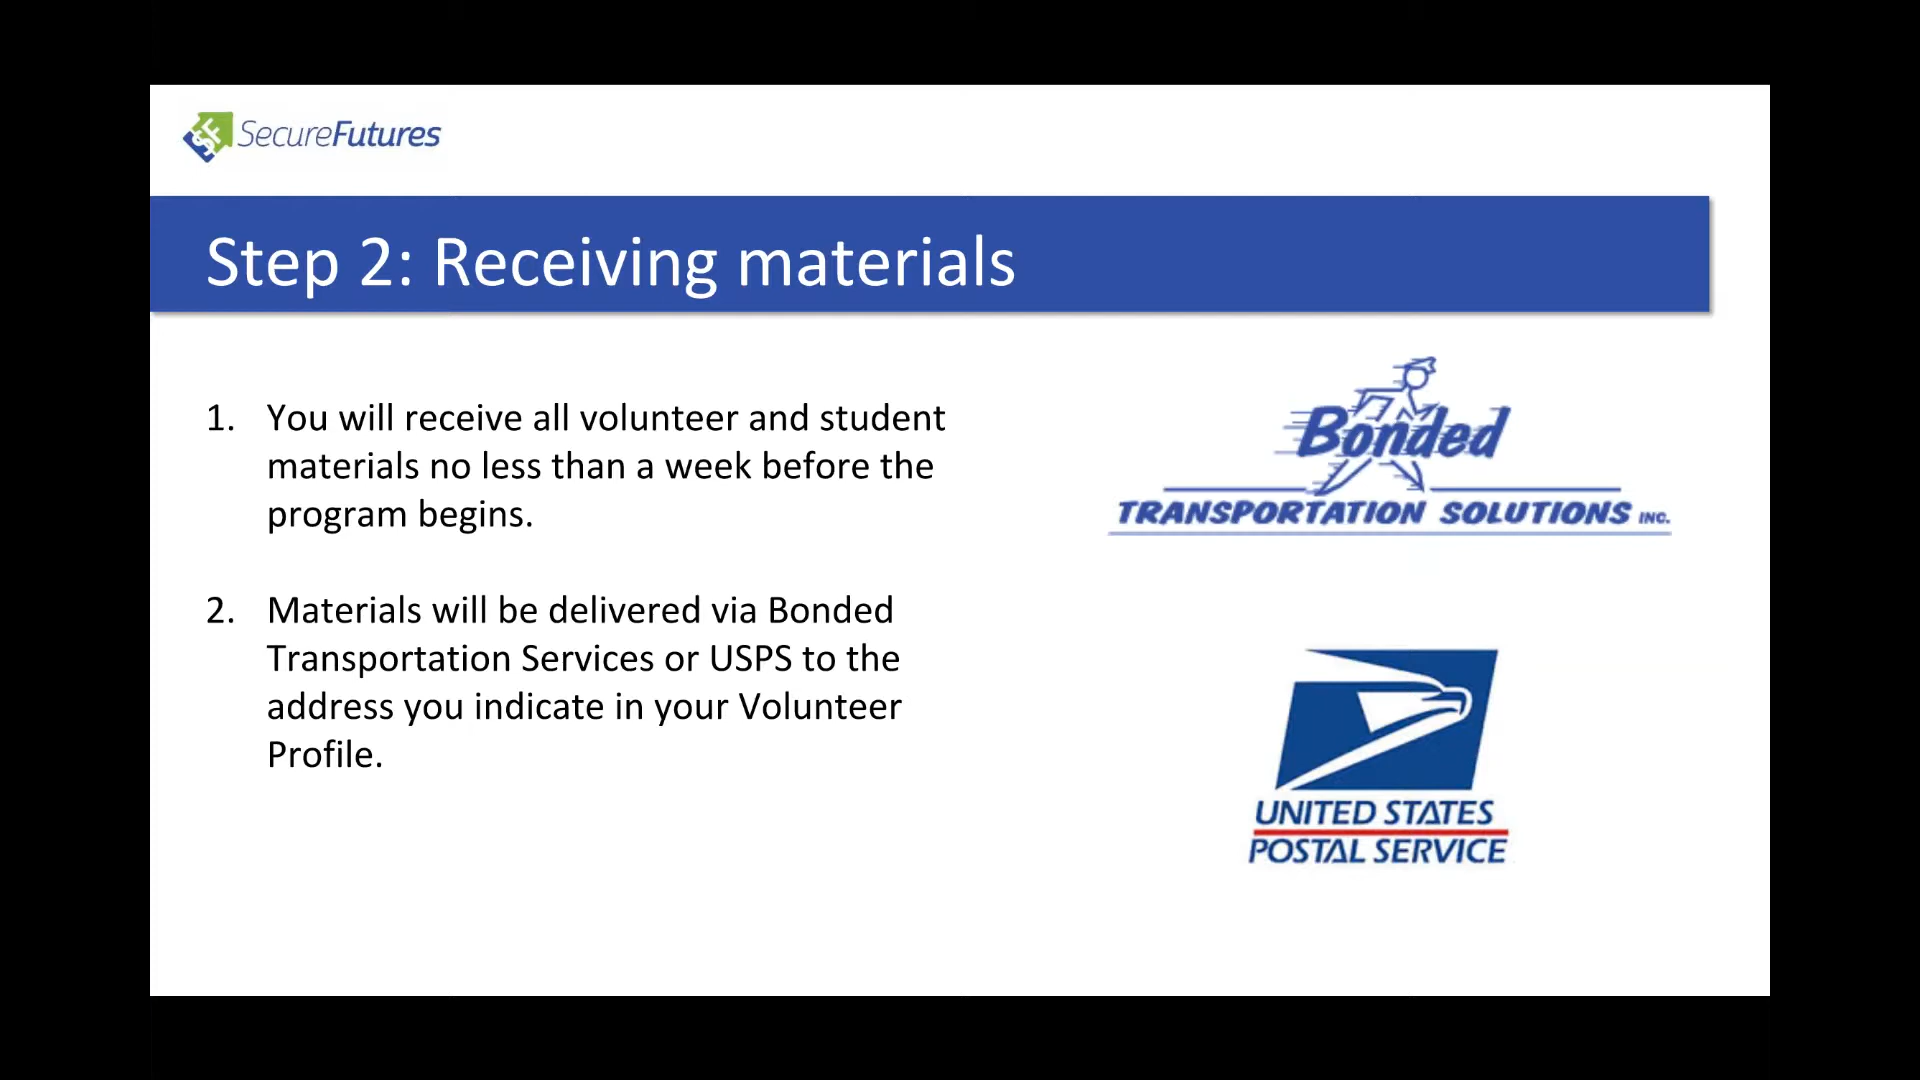 SecureFutures
Step 2: Receiving materials
1. You will receive all volunteer and student
materials no less than a week before the
program begins.
2. Materials will be delivered via Bonded
Transportation Services or USPS to the
address you indicate in your Volunteer
Profile.
Bonded
TRANSPORTATION SOLUTIONS INC.
UNITED STATES
POSTAL SERVICE